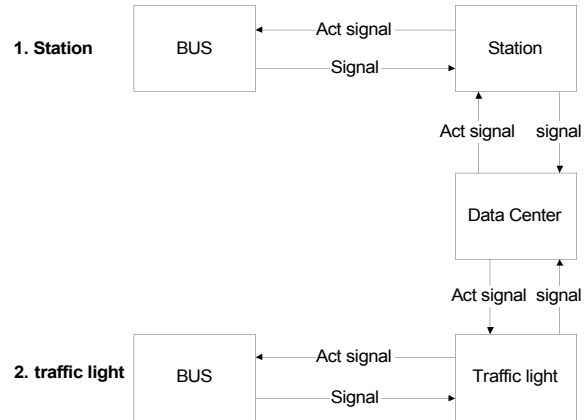 Act signal
1. Station
BUS
Station
Signal
Act signal
signal
Data Center
Act signal
signal
Act signal
2. traffic light
BUS
Traffic light
Signal